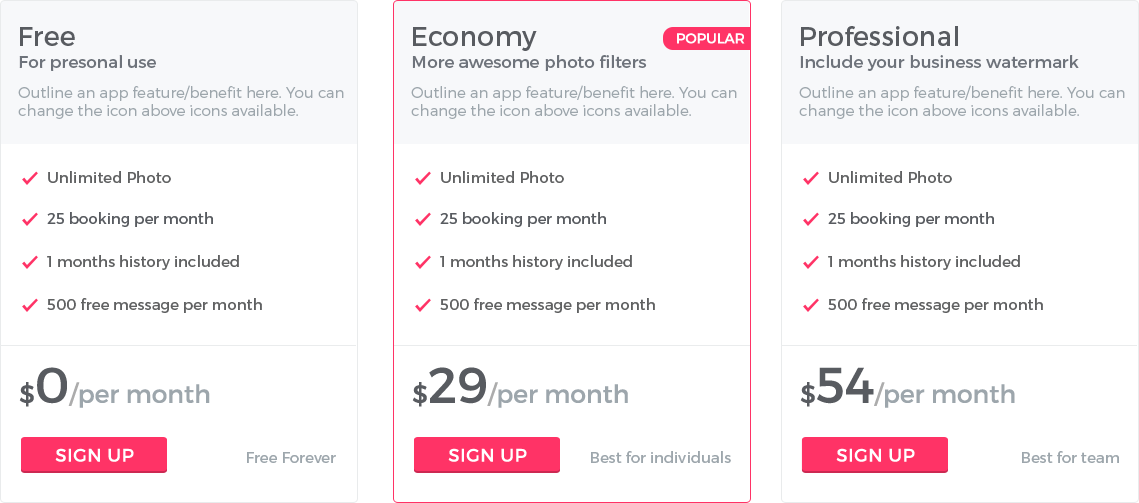 Free
For presonal use
Outline an app feature/benefit here. You can
change the icon above icons available.
Unlimited Photo
25 booking per month
1 months history included
500 free message per month
$0/per month
SIGN UP
Free Forever
Economy
POPULAR
More awesome photo filters
Outline an app feature/benefit here. You can
change the icon above icons available.
Unlimited Photo
25 booking per month
1 months history included
500 free message per month
$29/per month
SIGN UP
Best for individuals
Professional
Include your business watermark
Outline an app feature/benefit here. You can
change the icon above icons available.
Unlimited Photo
25 booking per month
1 months history included
500 free message per month
$54/per month
SIGN UP
Best for team